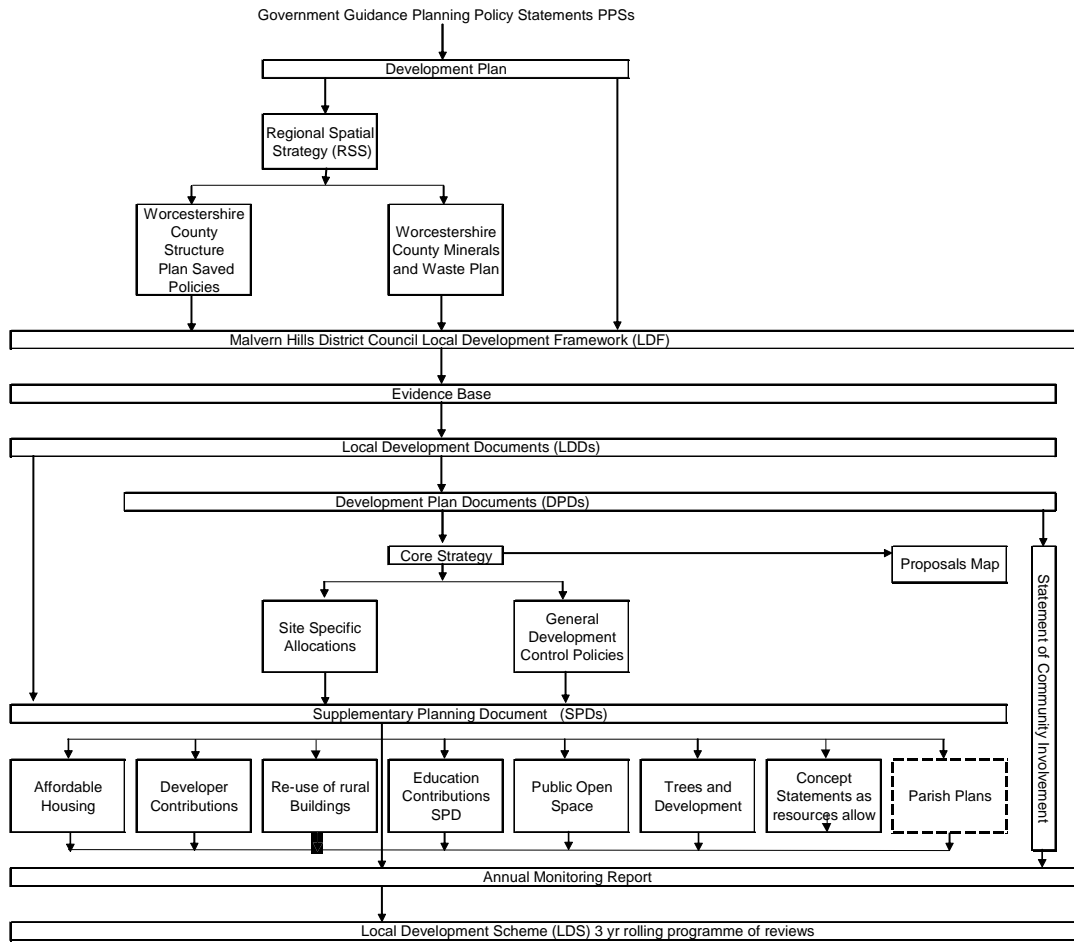 Government Guidance Planning Policy Statements PPSs
Development Plan
Regional Spatial
Strategy (RSS)
Worcestershire
County
Structure
Plan Saved
Policies
Worcestershire
County Minerals
and Waste Plan
Malvern Hills District Council Local Development Framework (LDF)
Evidence Base
Local Development Documents (LDDs)
Development Plan Documents (DPDs)
Core Strategy
Proposals Map
Statement of Community Involvement
Site Specific
Allocations
General
Development
Control Policies
Supplementary Planning Document (SPDs)
Affordable
Housing
Developer
Contributions
Re-use of rural
Buildings
Education
Contributions
SPD
Public Open
Space
Trees and
Development
Concept
Statements as
resources allow
Parish Plans
Annual Monitoring Report
Local Development Scheme (LDS) 3 yr rolling programme of reviews